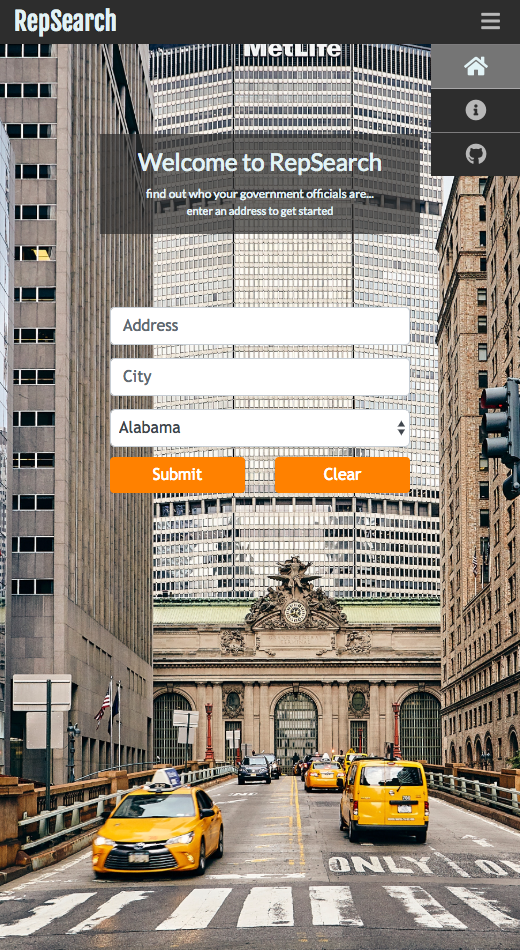 RepSearch
MetLife
Welcome to RepSearch
find out who your government officials are...
enter an address to get started
Address
City
Alabama
Submit
Clear
ONLY